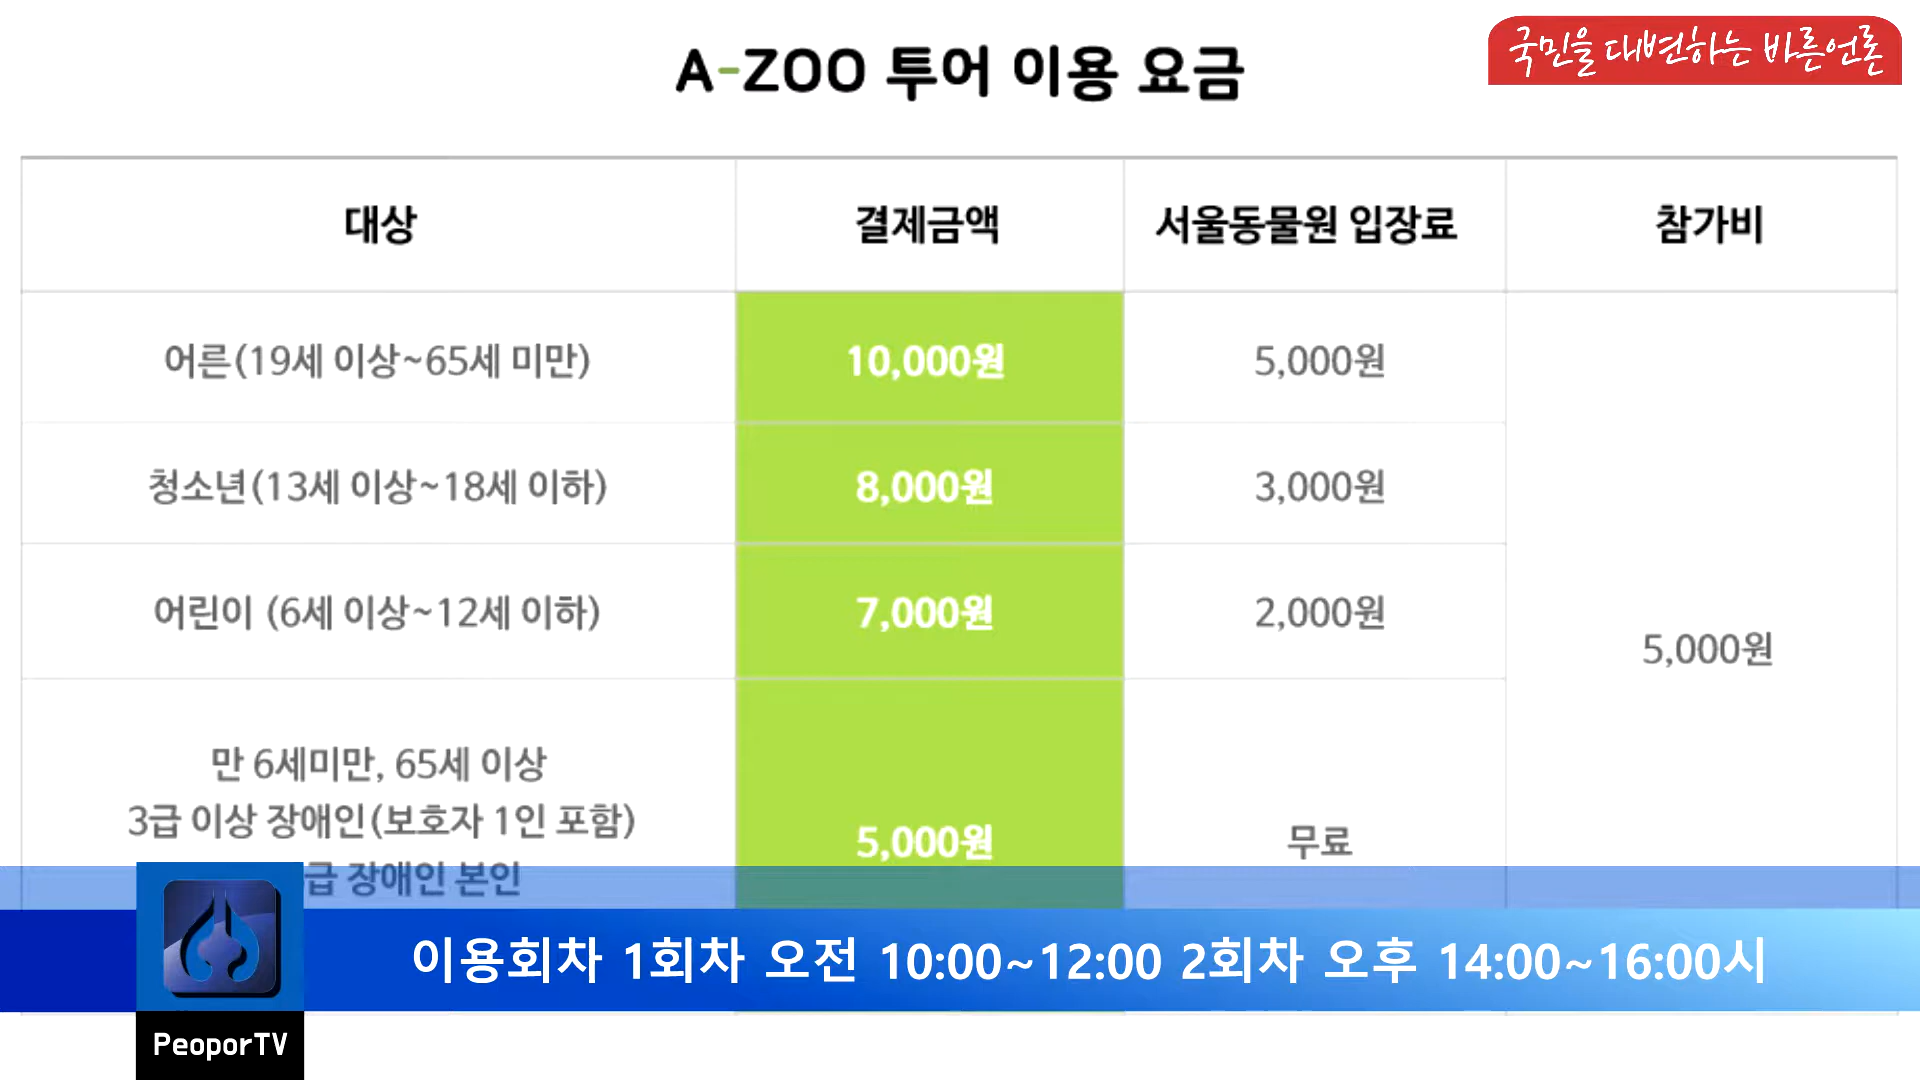 A-ZOO 투어 이용 요금
국민을 대변하는 바른언론
대상 결제금액 서울동물원 입장료 참가비
어른(19세 이상~65세 미만) 10,000원 5,000원
청소년(13세 이상~18세 이하) 8,000원 3,000원
어린이 (6세 이상~12세 이하) 7,000원 2,000원
5,000원
만 6세미만, 65세 이상
3급 이상 장애인(보호자 1인 포함)
5,000원 무료
급 장애인 본인
이용회차 1회차 오전 10:00~12:00 2회차 오후 14:00~16:00시
PeoporTV